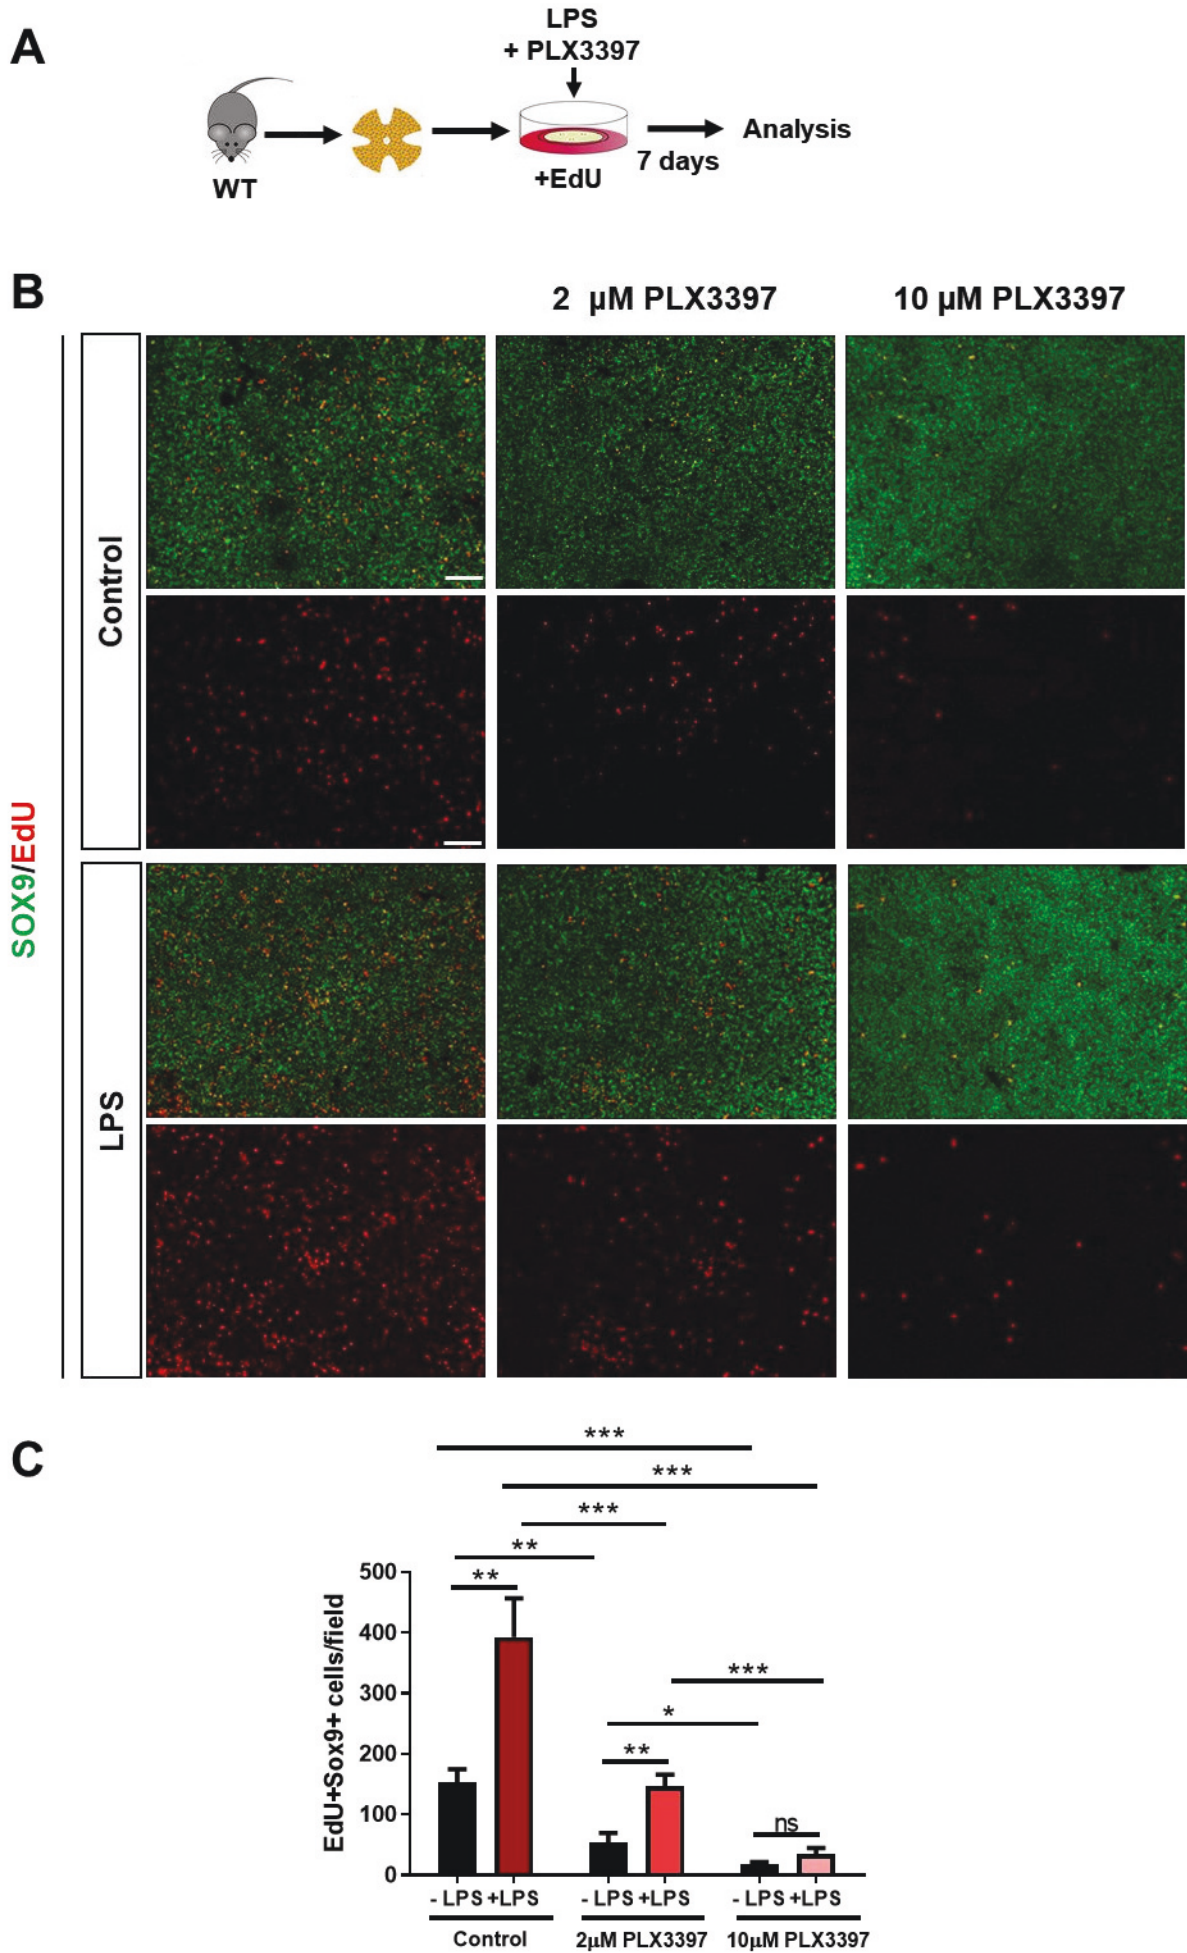 A
LPS
+ PLX3397
WT
+EdU
7 days
Analysis
B
2 µM PLX3397
10 µM PLX3397
SOX9/EdU
Control
LPS
C
***
***
***
**
**
***
*
**
ns
EdU+Sox9+ cells/field
500
400
300
200
100
0
- LPS +LPS
- LPS +LPS
- LPS +LPS
Control
2µM PLX3397
10µM PLX3397